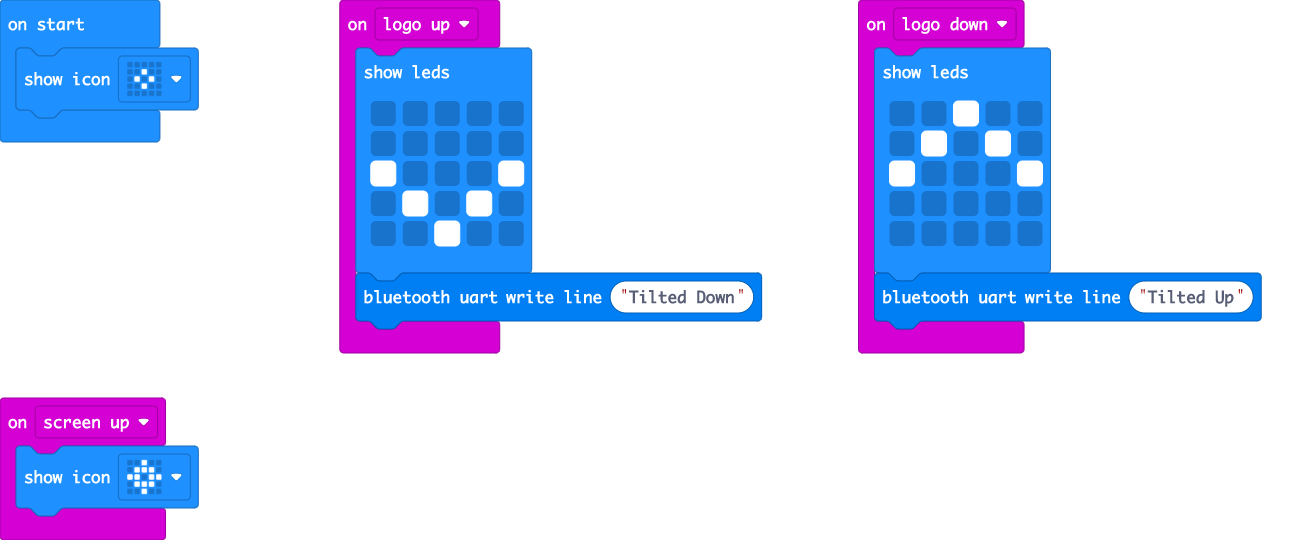 on start
show icon
on logo up
show leds
bluetooth uart write line "Tilted Down"
on logo down
show leds
bluetooth uart write line "Tilted Up"
on screen up
show icon